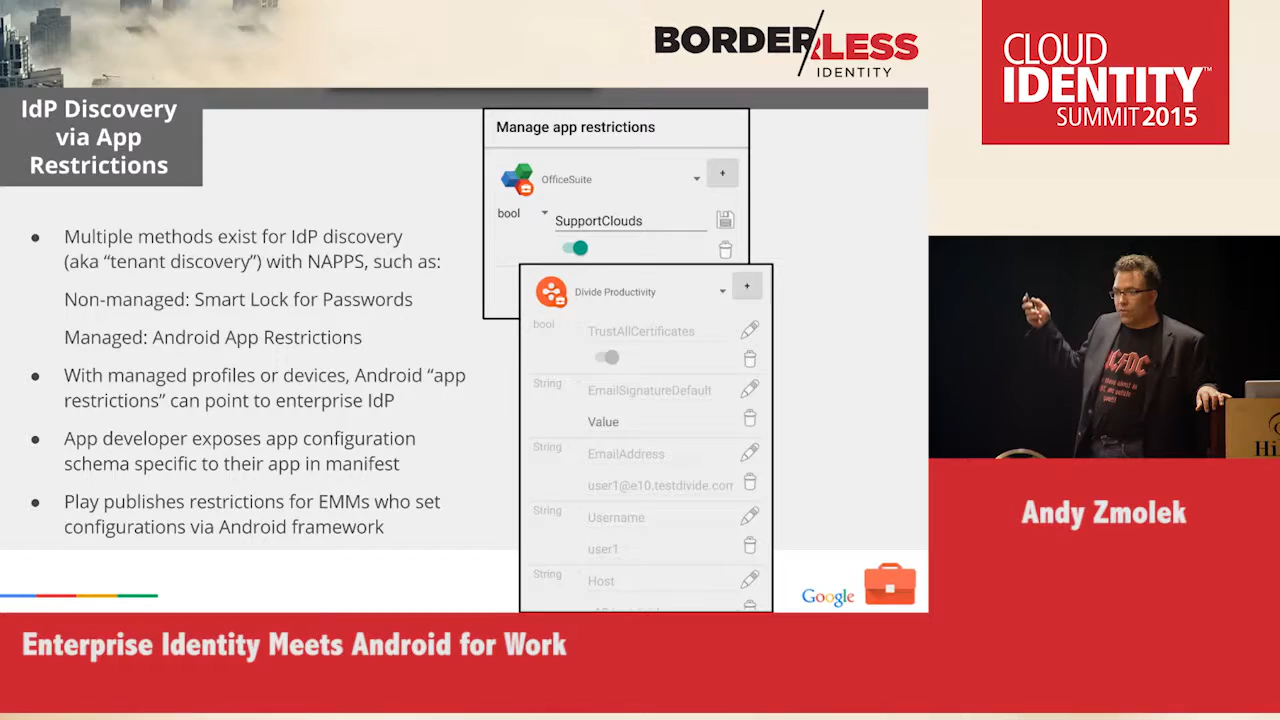 BORDERLESS
IDENTITY
CLOUD
IDENTITY™
SUMMIT 2015
IdP Discovery
via App
Restrictions
Multiple methods exist for IdP discovery
(aka “tenant discovery”) with NAPPS, such as:
Non-managed: Smart Lock for Passwords
Managed: Android App Restrictions
With managed profiles or devices, Android “app
restrictions” can point to enterprise IdP
App developer exposes app configuration
schema specific to their app in manifest
Play publishes restrictions for EMMs who set
configurations via Android framework
Manage app restrictions
OfficeSuite
+
bool
SupportClouds
Divide Productivity
+
bool
TrustAllCertificates
String
EmailSignatureDefault
Value
String
EmailAddress
user1@e10.testdivide.com
String
Username
user1
String
Host
Google
AC/DC
Hi
Andy Zmolek
Enterprise Identity Meets Android for Work